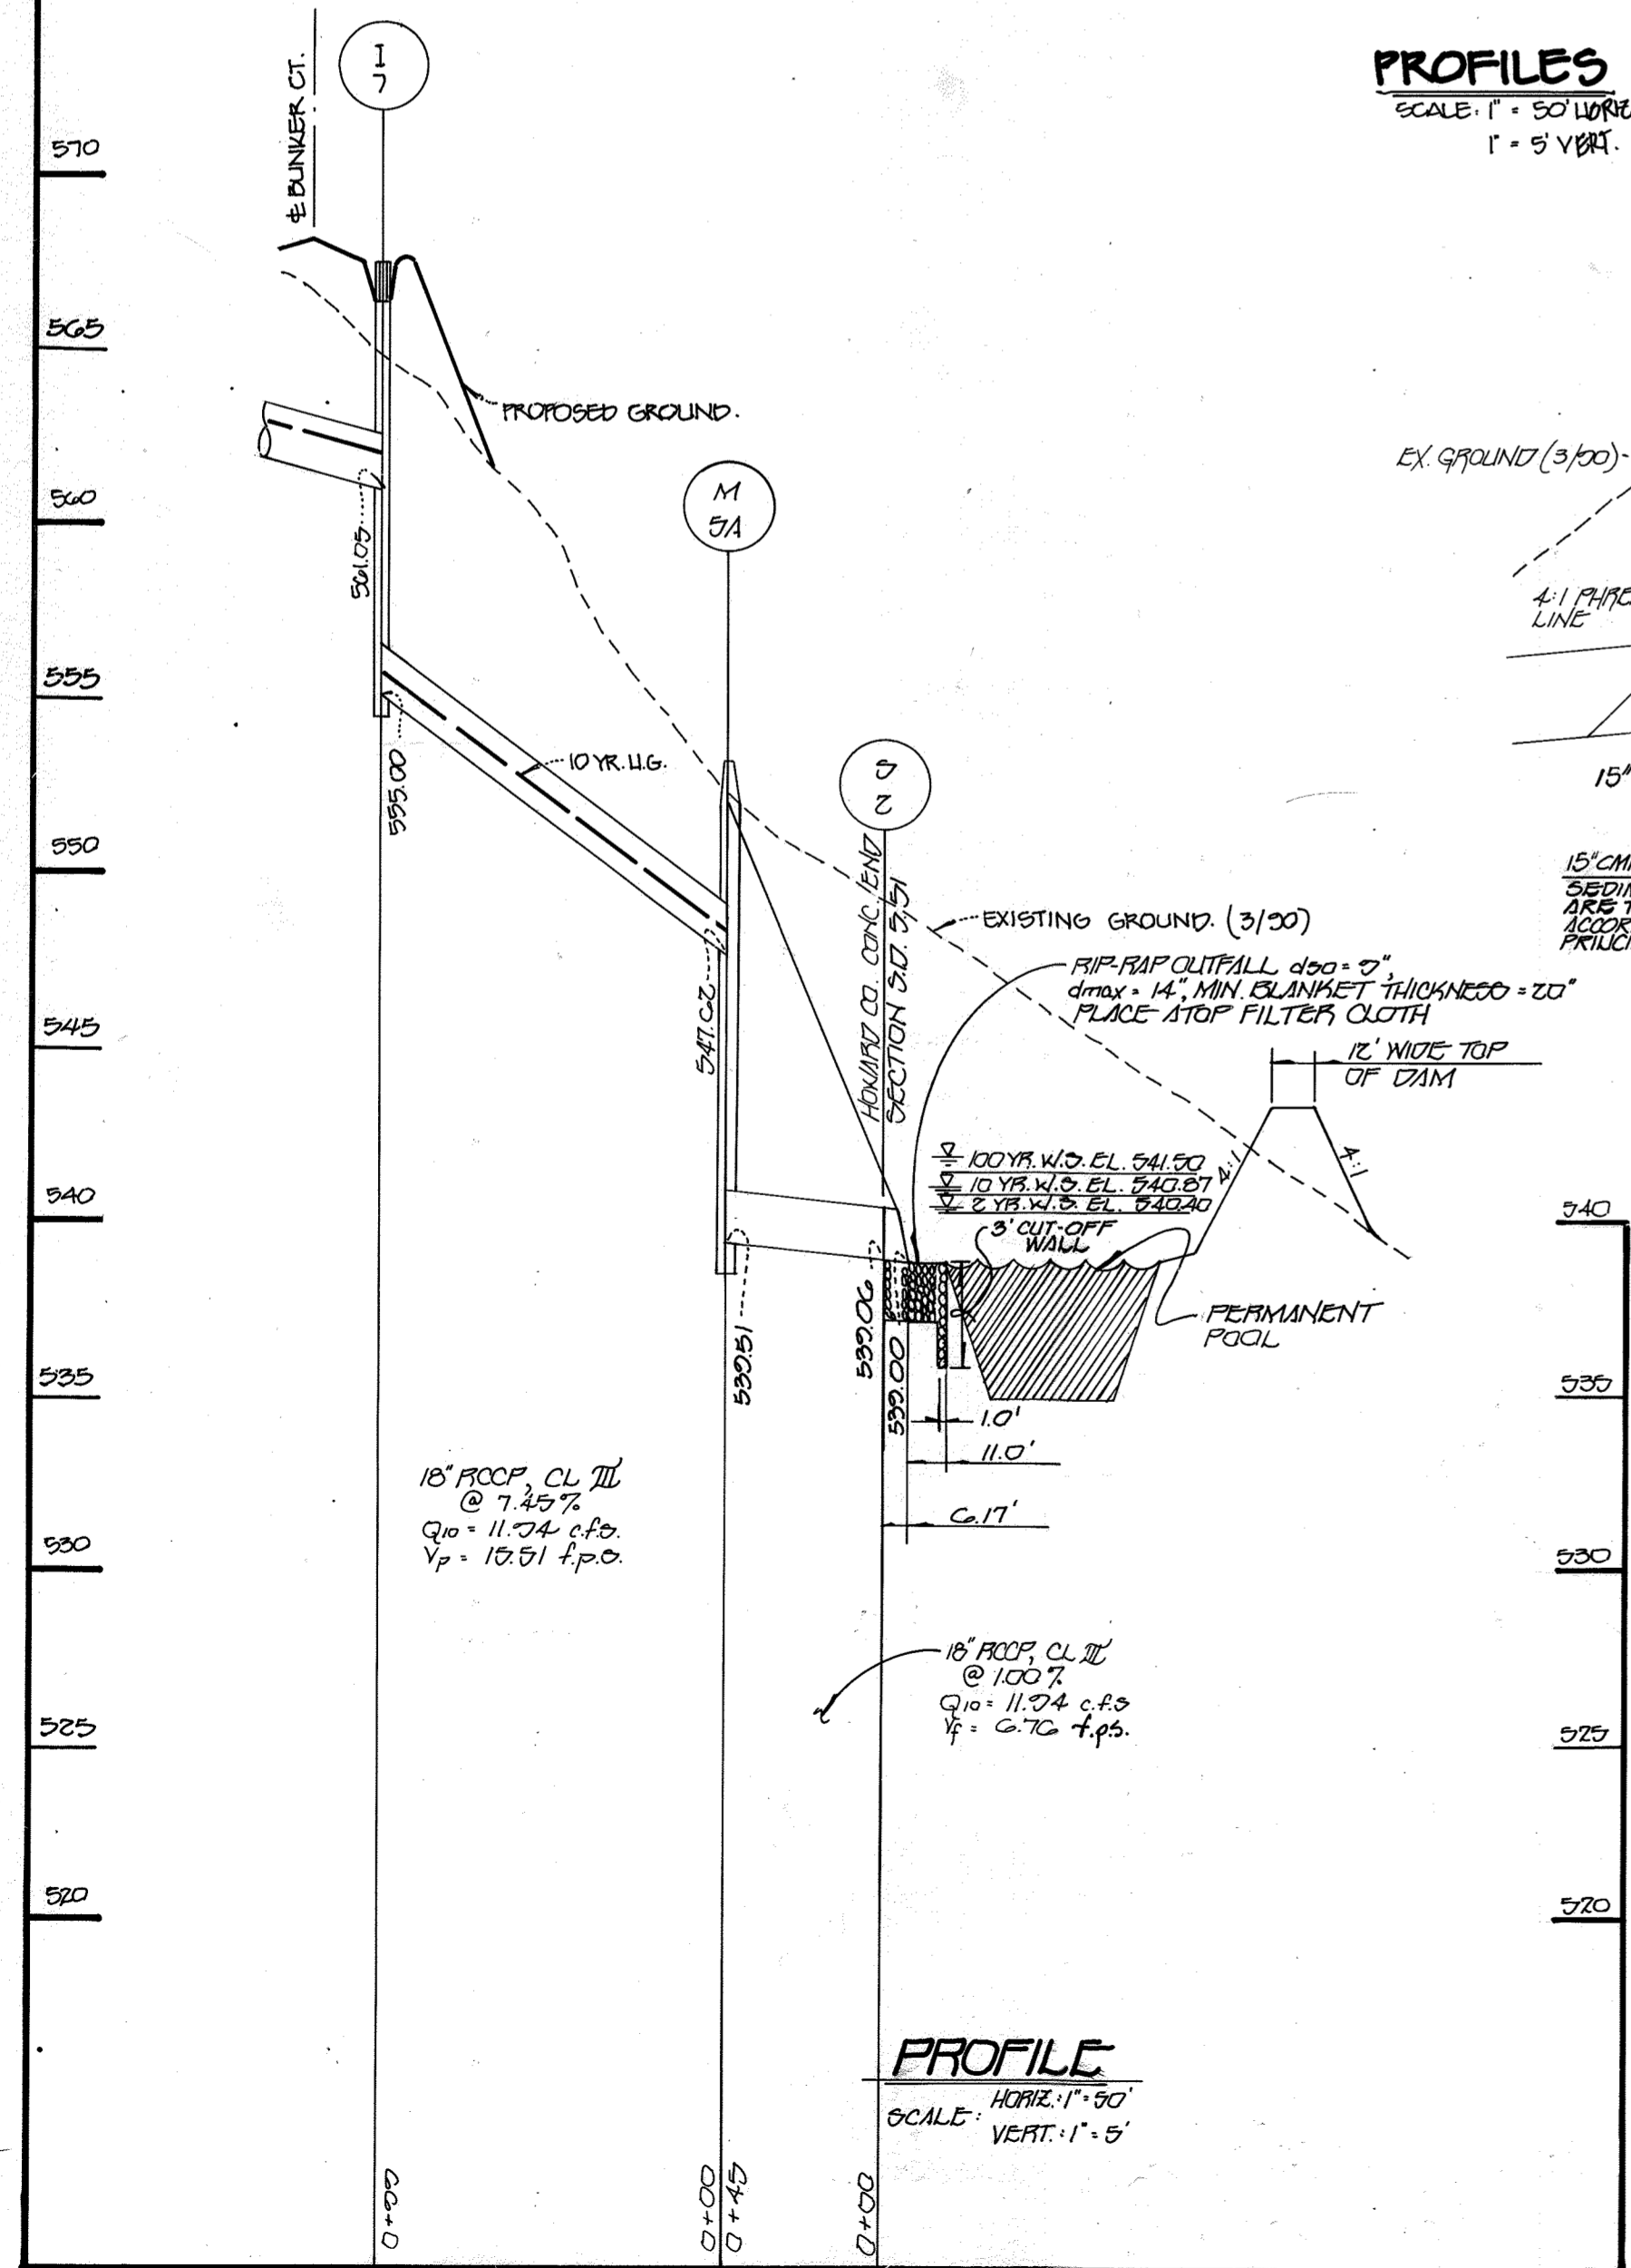 PROFILES
SCALE: 1" = 50' HORIZ
1" = 5' VERT.
℄ BUNKER CT.
I
7
570
565
560
555
550
545
540
535
530
525
520
PROPOSED GROUND.
561.05
M
5A
555.00
10 YR. H.G.
S
2
HOWARD CO. CONC. END
SECTION S.D. 5.51
547.62
EXISTING GROUND. (3/90)
RIP-RAP OUTFALL d50 = 9",
dmax = 14", MIN. BLANKET THICKNESS = 20"
PLACE ATOP FILTER CLOTH
12' WIDE TOP
OF DAM
4:1
4:1
100 YR. W.S. EL. 541.50
10 YR. W.S. EL. 540.87
2 YR. W.S. EL. 540.40
3' CUT-OFF
WALL
PERMANENT
POOL
539.51
539.06
539.00
1.0'
11.0'
6.17'
18" RCCP, CL III
@ 7.45%
Q10 = 11.94 c.f.s.
Vp = 15.51 f.p.s.
18" RCCP, CL III
@ 1.00%
Q10 = 11.94 c.f.s
Vf = 6.76 f.p.s.
EX. GROUND (3/90)-
4:1 PHRE
LINE
15"
15" CM
SEDIM
ARE T
ACCOR
PRINCI
540
535
530
525
520
PROFILE
SCALE: HORIZ.: 1" = 50'
VERT.: 1" = 5'
0+99
0+00
0+45
0+00